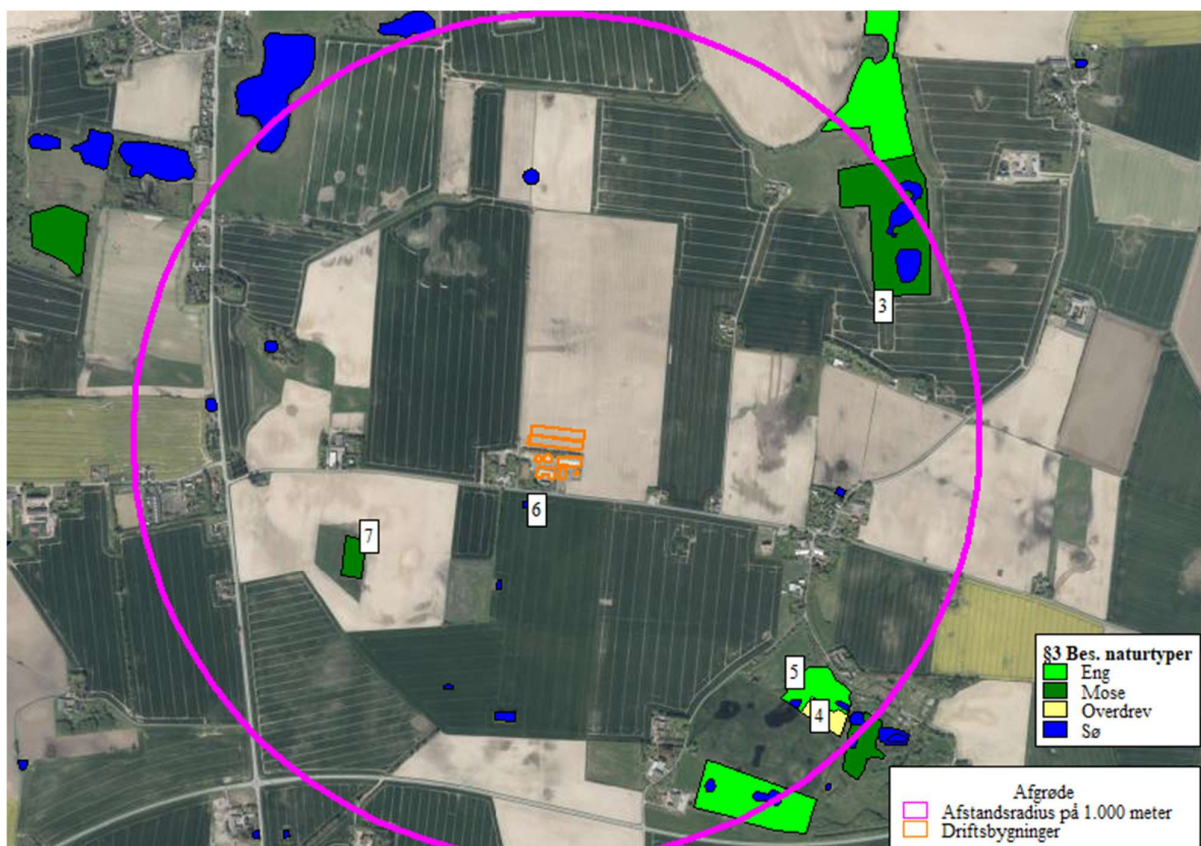 3
6
7
5
4
§3 Bes. naturtyper
Eng
Mose
Overdrev
Sø
Afgrøde
Afstandsradius på 1.000 meter
Driftsbygninger